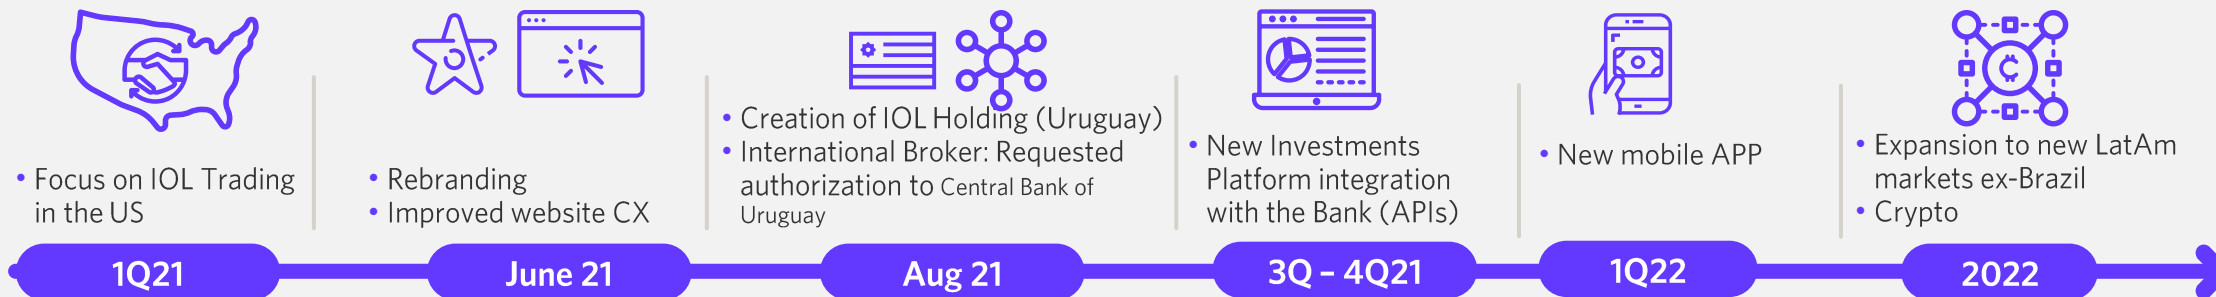 • Focus on IOL Trading
in the US
1Q21
• Rebranding
• Improved website CX
June 21
• Creation of IOL Holding (Uruguay)
• International Broker: Requested
authorization to Central Bank of
Uruguay
Aug 21
• New Investments
Platform integration
with the Bank (APIs)
3Q – 4Q21
• New mobile APP
1Q22
• Expansion to new LatAm
markets ex-Brazil
• Crypto
2022